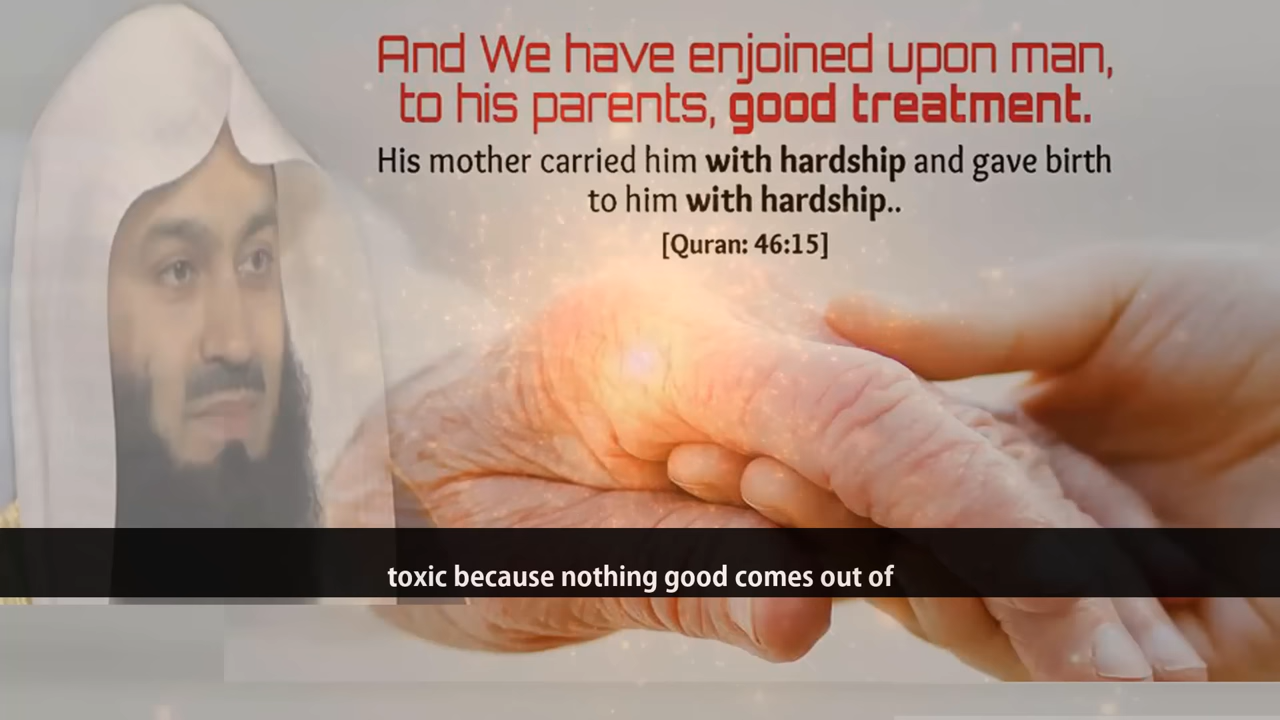 And We have enjoined upon man,
to his parents, good treatment.
His mother carried him with hardship and gave birth
to him with hardship..
[Quran: 46:15]
toxic because nothing good comes out of